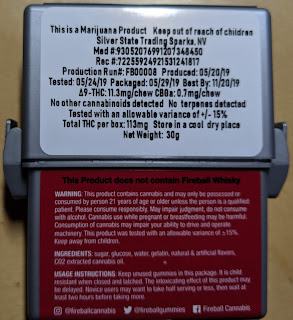 This is a Marijuana Product Keep out of reach of children
Silver State Trading Sparks, NV
Med #:93052076991207348450
Rec #:72255924921531241817
Production Run#: FB00008 Produced: 05/20/19
Tested: 05/24/19 Packaged: 05/29/19 Best By: 11/20/19
Δ9-THC: 11.3mg/chew CBGa: 0.7mg/chew
No other cannabinoids detected No terpenes detected
Tested with an allowable variance of +/- 15%
Total THC per box: 113mg Store in a cool dry place
Net Weight: 30g
This Product does not contain Fireball Whisky
WARNING: This product contains cannabis and may only be possessed or
consumed by person 21 years of age or older unless the person is a qualified
patient. Please consume responsibly. May impair judgment, do not consume
with alcohol. Cannabis use while pregnant or breastfeeding may be harmful.
Consumption of cannabis may impair your ability to drive and operate
machinery. This product was tested with an allowable variance of ±15%.
Keep away from children.
INGREDIENTS: sugar, glucose, water, gelatin, natural & artificial flavors,
CO2 extracted cannabis oil.
USAGE INSTRUCTIONS: Keep unused gummies in this package. It is child
resistant when closed and latched. The intoxicating effect of this product may
be delayed. Novice users may want to take half serving or less, then wait at
least two hours before taking more.
@fireballcannabis @fireballgummies Fireball Cannabis